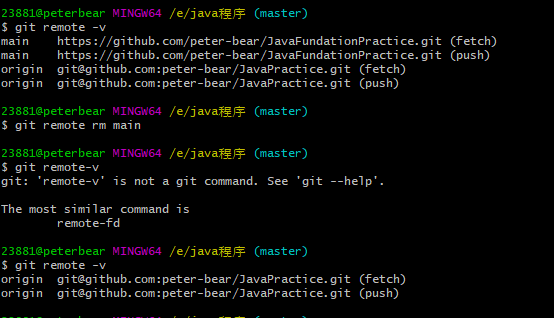 23881@peterbear MINGW64 /e/java程序 (master)
$ git remote -v
main    https://github.com/peter-bear/JavaFundationPractice.git (fetch)
main    https://github.com/peter-bear/JavaFundationPractice.git (push)
origin  git@github.com:peter-bear/JavaPractice.git (fetch)
origin  git@github.com:peter-bear/JavaPractice.git (push)
23881@peterbear MINGW64 /e/java程序 (master)
$ git remote rm main
23881@peterbear MINGW64 /e/java程序 (master)
$ git remote-v
git: 'remote-v' is not a git command. See 'git --help'.
The most similar command is
        remote-fd
23881@peterbear MINGW64 /e/java程序 (master)
$ git remote -v
origin  git@github.com:peter-bear/JavaPractice.git (fetch)
origin  git@github.com:peter-bear/JavaPractice.git (push)